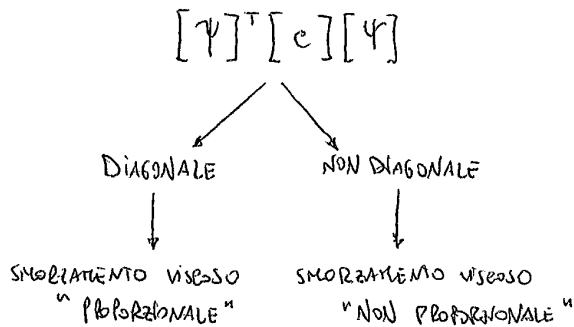 [Ψ]ᵀ[c][Ψ]
DIAGONALE NON DIAGONALE
SMORZAMENTO VISCOSO SMORZAMENTO VISCOSO
"PROPORZIONALE" "NON PROPORZIONALE"